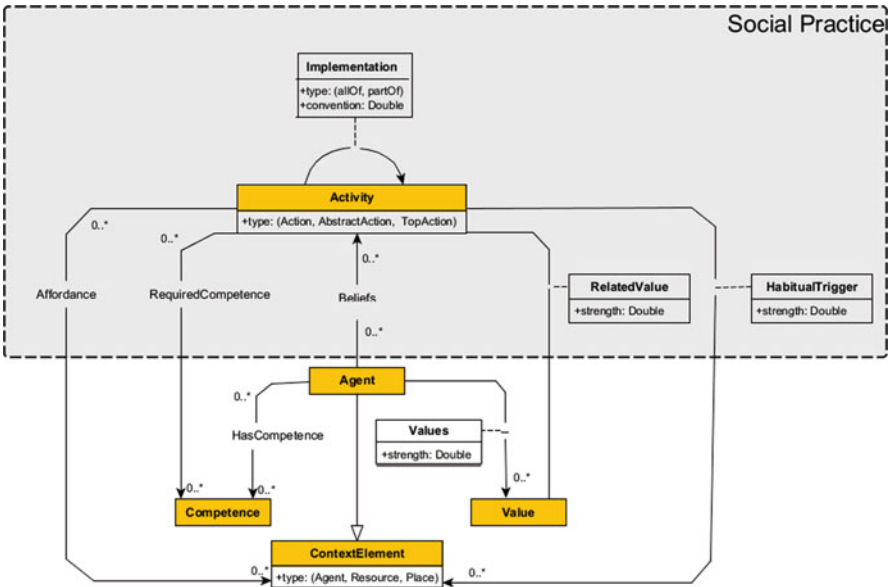 Social Practice
Implementation
+type: (allOf, partOf)
+convention: Double
Activity
+type: (Action, AbstractAction, TopAction)
0..*
0..*
0..*
0..*
Affordance
RequiredCompetence
Beliefs
RelatedValue
+strength: Double
HabitualTrigger
+strength: Double
0..*
Agent
0..*
HasCompetence
Values
+strength: Double
0..*
0..*
0..*
Competence
Value
ContextElement
0..*
+type: (Agent, Resource, Place)
0..*